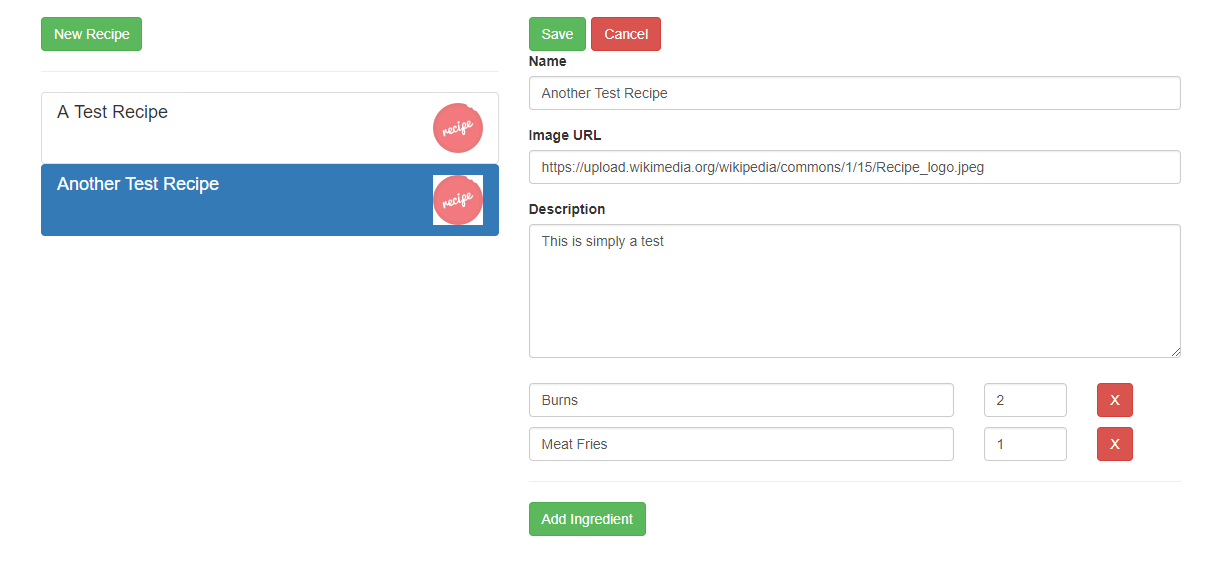 New Recipe
A Test Recipe
recipe
Another Test Recipe
recipe
Save Cancel
Name
Another Test Recipe
Image URL
https://upload.wikimedia.org/wikipedia/commons/1/15/Recipe_logo.jpeg
Description
This is simply a test
Burns 2 X
Meat Fries 1 X
Add Ingredient